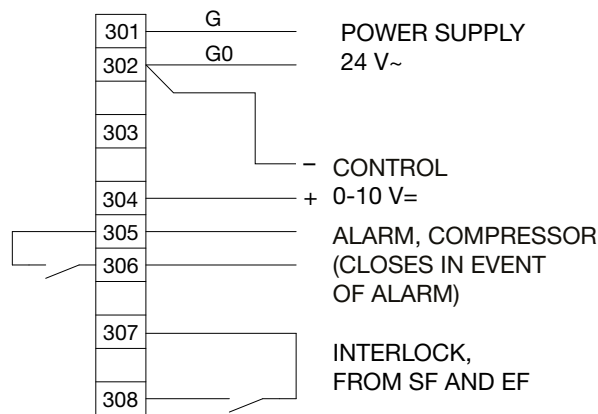 301 G POWER SUPPLY
302 G0 24 V~
303
– CONTROL
304 + 0-10 V=
305 ALARM, COMPRESSOR
306 (CLOSES IN EVENT
OF ALARM)
307
INTERLOCK,
308 FROM SF AND EF